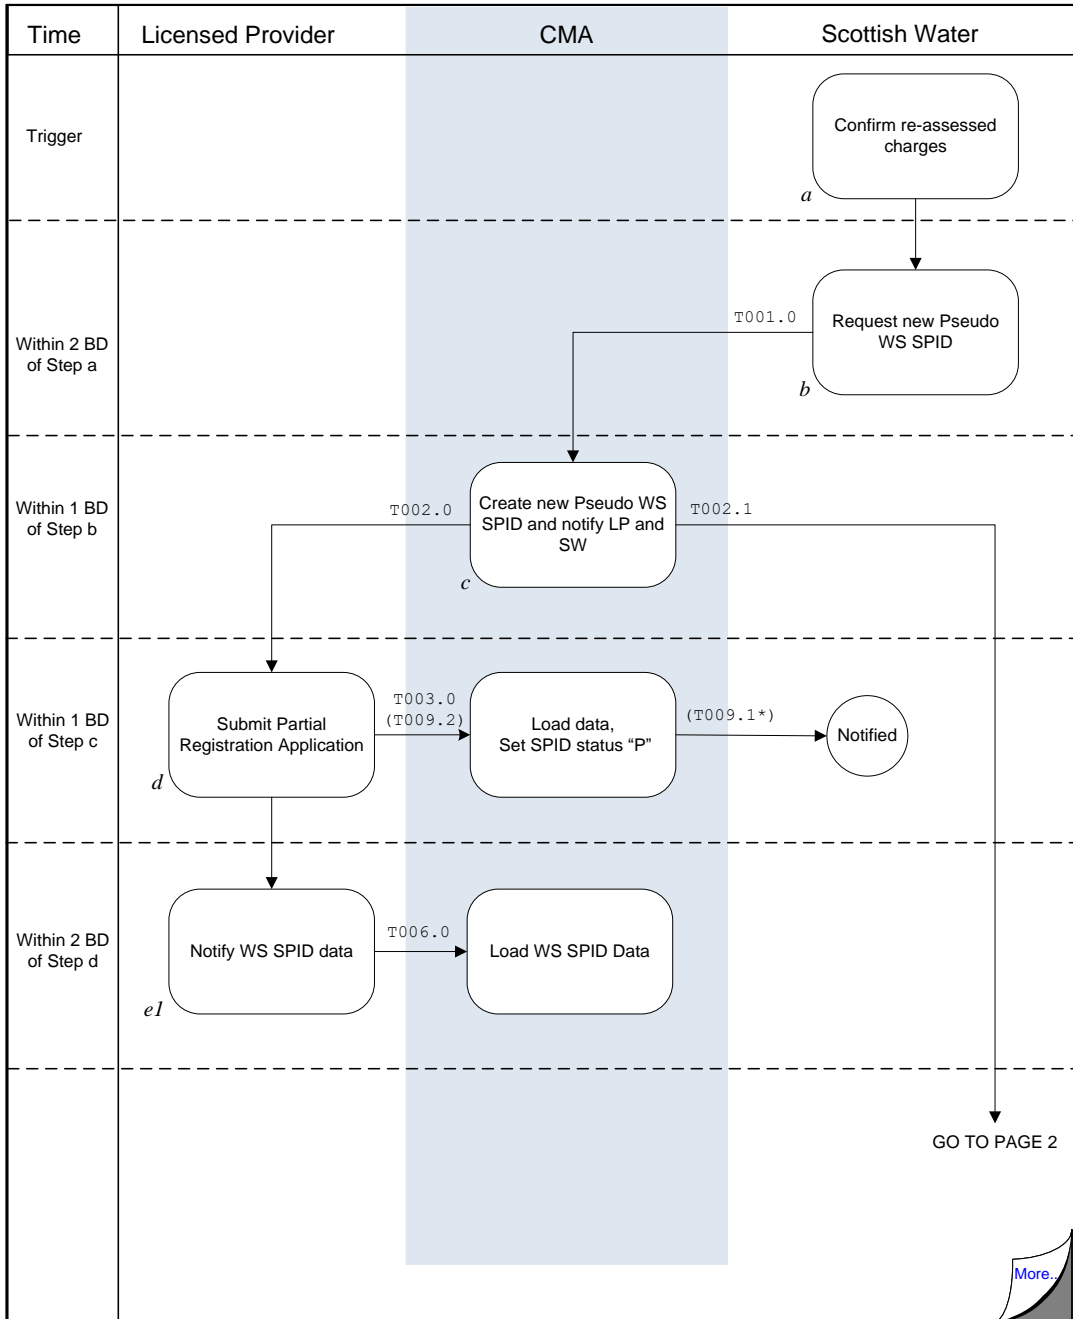 Time
Licensed Provider
CMA
Scottish Water
Trigger
Confirm re-assessed
charges
a
Within 2 BD
of Step a
T001.0
Request new Pseudo
WS SPID
b
Within 1 BD
of Step b
T002.0
Create new Pseudo WS
SPID and notify LP and
SW
T002.1
c
Within 1 BD
of Step c
Submit Partial
Registration Application
d
T003.0
(T009.2)
Load data,
Set SPID status “P”
(T009.1*)
Notified
Within 2 BD
of Step d
Notify WS SPID data
e1
T006.0
Load WS SPID Data
GO TO PAGE 2
More..